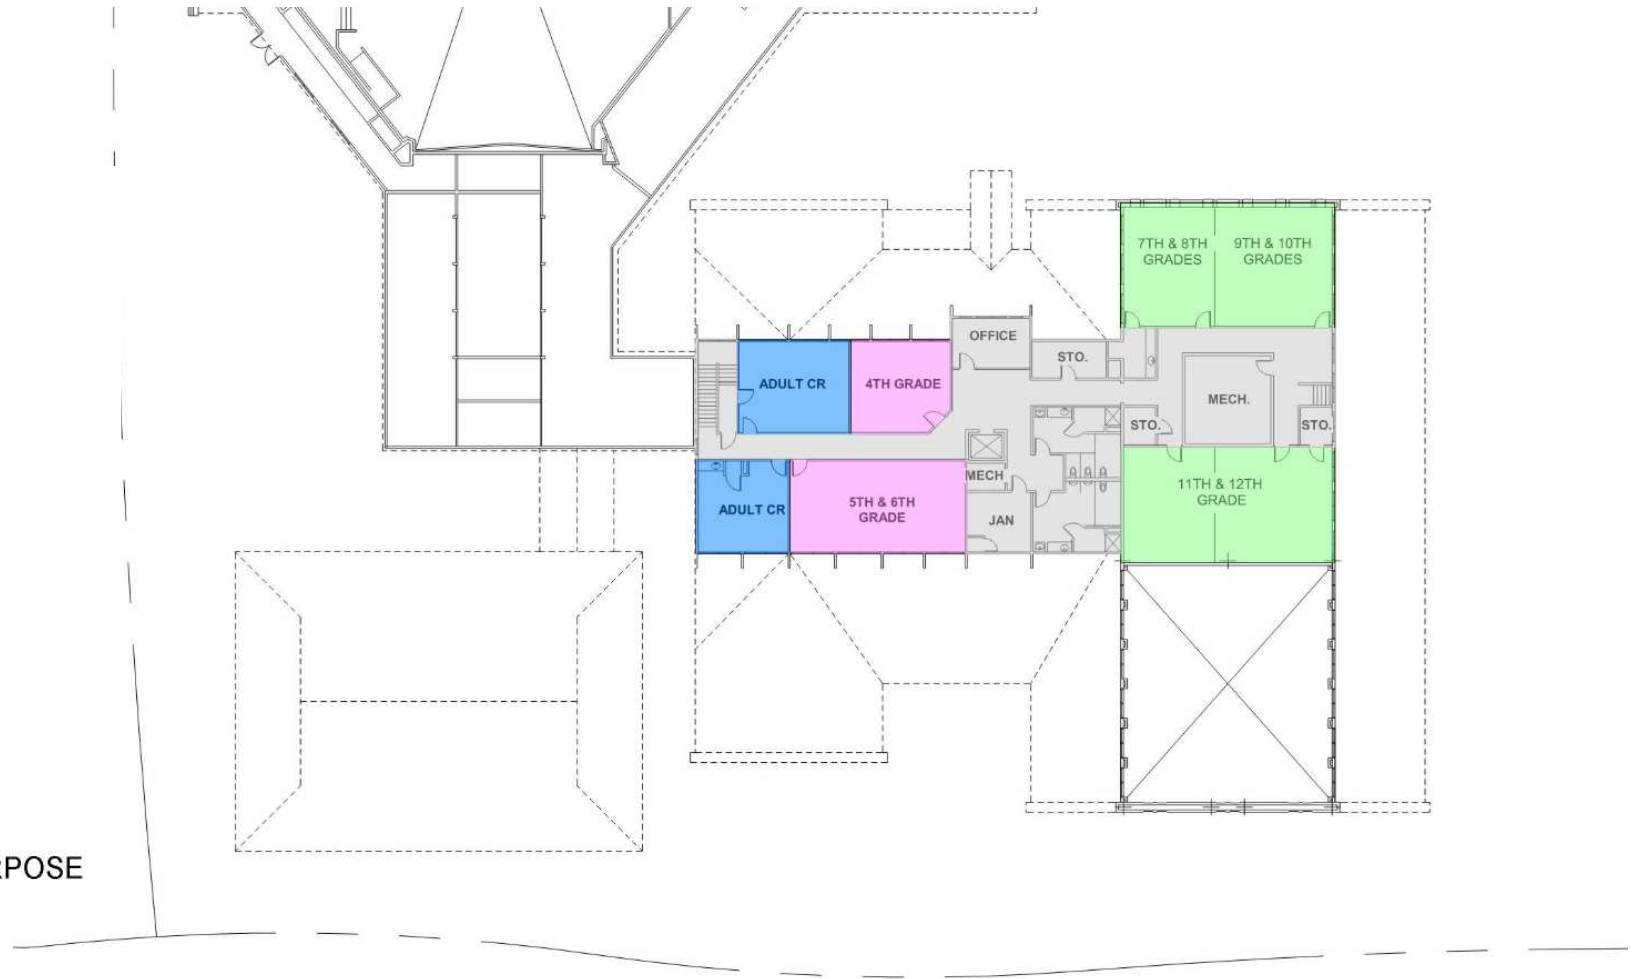 7TH & 8TH
GRADES
9TH & 10TH
GRADES
OFFICE
STO.
ADULT CR
4TH GRADE
MECH.
STO.
STO.
MECH
11TH & 12TH
GRADE
ADULT CR
5TH & 6TH
GRADE
JAN
RPOSE